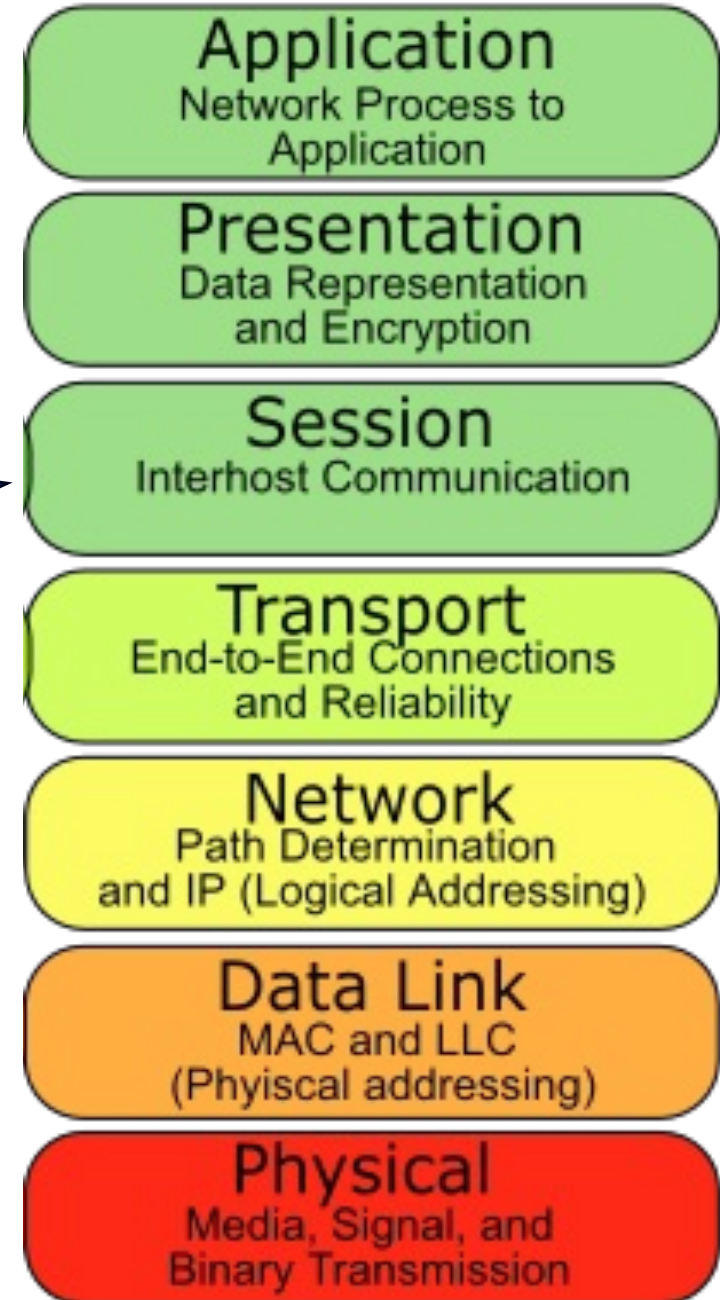 Application
Network Process to
Application
Presentation
Data Representation
and Encryption
Session
Interhost Communication
Transport
End-to-End Connections
and Reliability
Network
Path Determination
and IP (Logical Addressing)
Data Link
MAC and LLC
(Phyiscal addressing)
Physical
Media, Signal, and
Binary Transmission